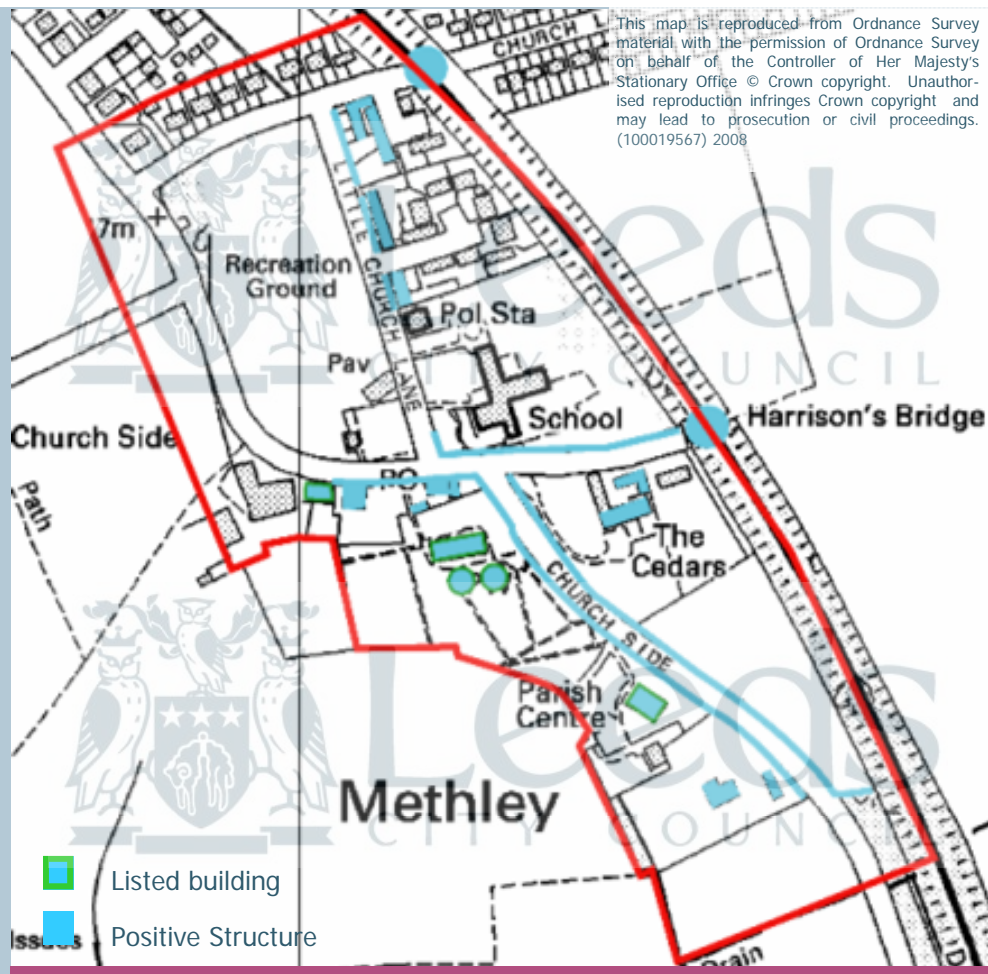 CHURCH L
This map is reproduced from Ordnance Survey
material with the permission of Ordnance Survey
on behalf of the Controller of Her Majesty's
Stationary Office © Crown copyright. Unauthor-
ised reproduction infringes Crown copyright and
may lead to prosecution or civil proceedings.
(100019567) 2008
7m
Recreation
Ground
LITTLE CHURCH LANE
Leeds
CITY COUNCIL
Pol Sta
Pav
School
Harrison's Bridge
Church Side
Path
PO
The
Cedars
CHURCH SIDE
Parish
Centre
Leeds
CITY COUNCIL
Methley
Listed building
Positive Structure
Issues
Drain
D